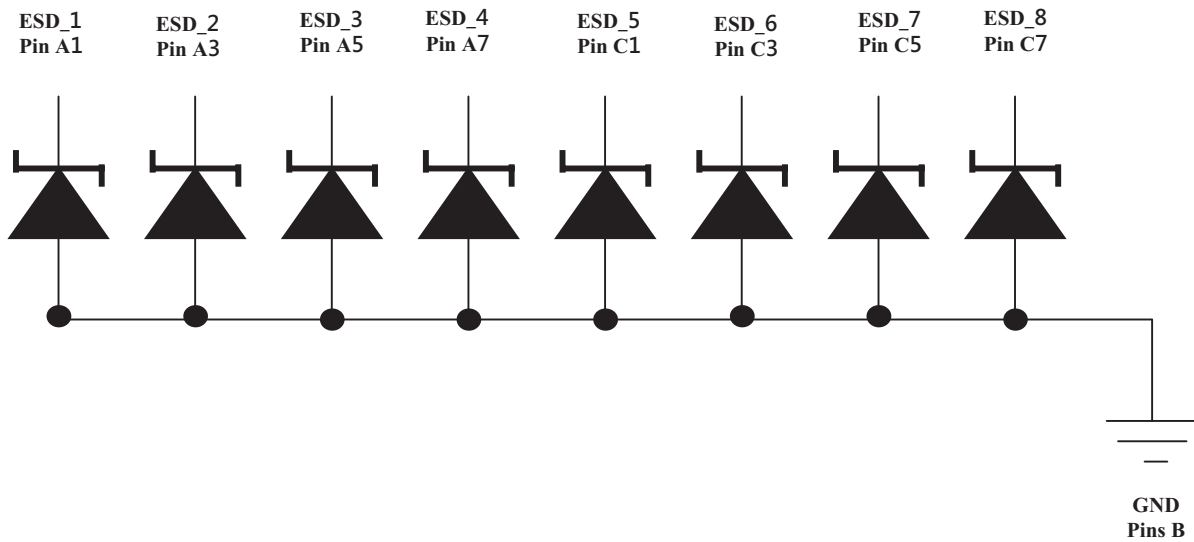 ESD_1
Pin A1
ESD_2
Pin A3
ESD_3
Pin A5
ESD_4
Pin A7
ESD_5
Pin C1
ESD_6
Pin C3
ESD_7
Pin C5
ESD_8
Pin C7
GND
Pins B